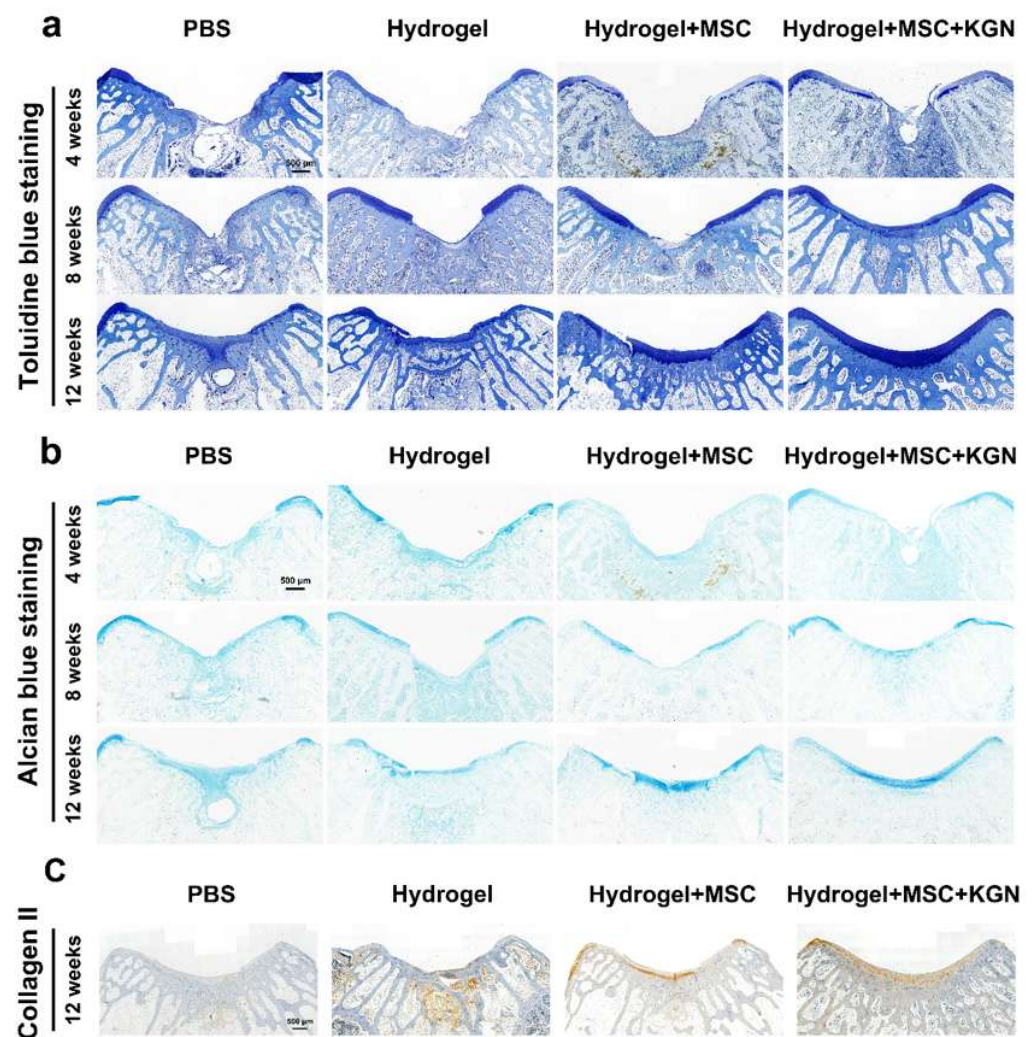 a
PBS Hydrogel Hydrogel+MSC Hydrogel+MSC+KGN
Toluidine blue staining
4 weeks
500 µm
8 weeks
12 weeks
b
PBS Hydrogel Hydrogel+MSC Hydrogel+MSC+KGN
Alcian blue staining
4 weeks
500 µm
8 weeks
12 weeks
c
PBS Hydrogel Hydrogel+MSC Hydrogel+MSC+KGN
Collagen II
12 weeks
500 µm